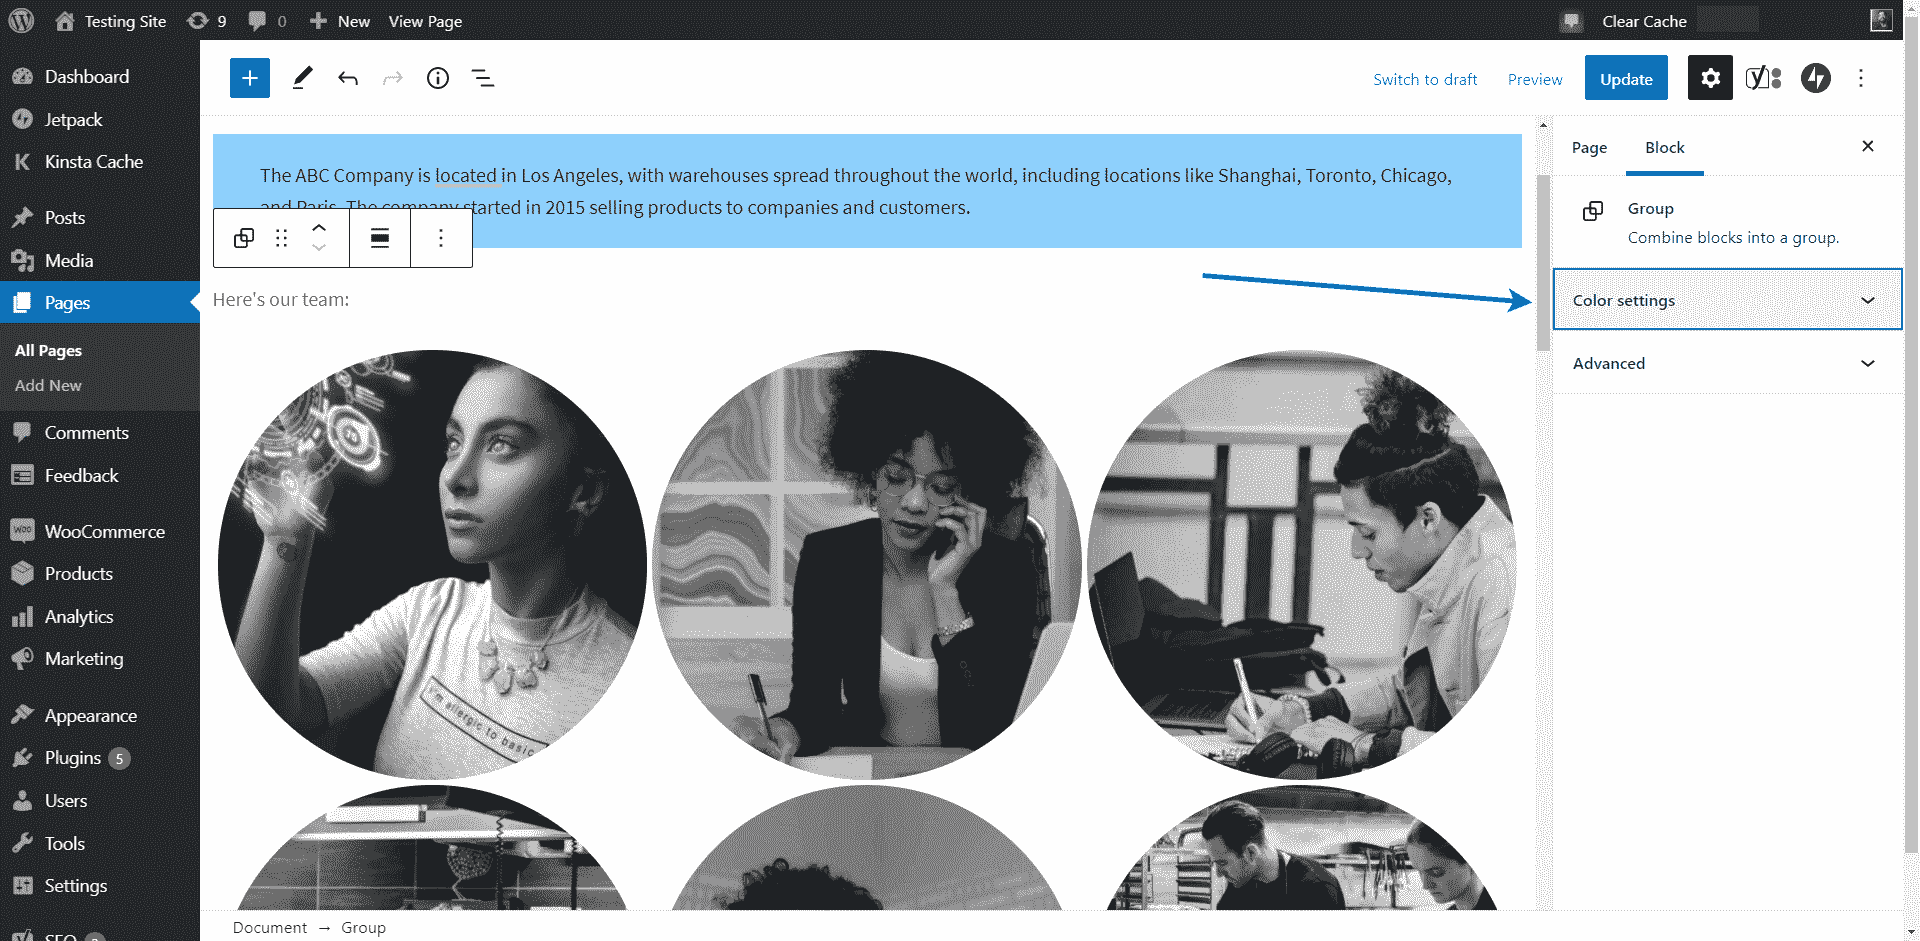 Testing Site
9
0
New
View Page
Clear Cache
Dashboard
Jetpack
Kinsta Cache
Posts
Media
Pages
All Pages
Add New
Comments
Feedback
WooCommerce
Products
Analytics
Marketing
Appearance
Plugins 5
Users
Tools
Settings
SEO
Switch to draft
Preview
Update
The ABC Company is located in Los Angeles, with warehouses spread throughout the world, including locations like Shanghai, Toronto, Chicago,
and Paris. The company started in 2015 selling products to companies and customers.
Here's our team:
I'm allergic to basic
Page
Block
Group
Combine blocks into a group.
Color settings
Advanced
Document → Group